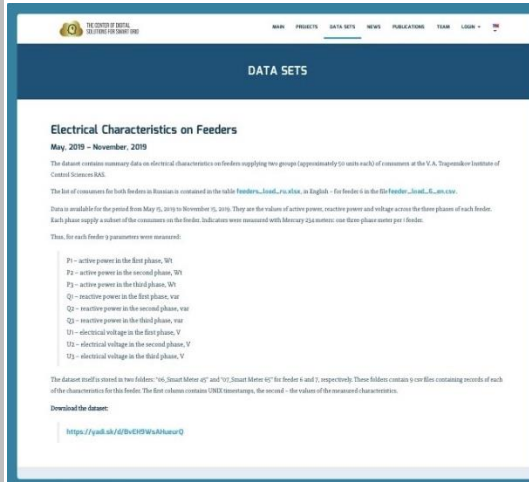 THE CENTER OF DIGITAL
SOLUTIONS FOR SMART GRID
MAIN PROJECTS DATA SETS NEWS PUBLICATIONS TEAM LOGIN
DATA SETS
Electrical Characteristics on Feeders
May, 2019 – November, 2019
The dataset contains summary data on electrical characteristics on feeders supplying two groups (approximately 50 units each) of consumers at the V. A. Trapeznikov Institute of
Control Sciences RAS.
The list of consumers for both feeders in Russian is contained in the table feeders_load_ru.xlsx, in English – for feeder 6 in the file feeder_load_6_en.csv.
Data is available for the period from May 15, 2019 to November 15, 2019. They are the values of active power, reactive power and voltage across the three phases of each feeder.
Each phase supply a subset of the consumers on the feeder. Indicators were measured with Mercury 234 meters: one three phase meter per 1 feeder.
Thus, for each feeder 9 parameters were measured:
P1 – active power in the first phase, Wt
P2 – active power in the second phase, Wt
P3 – active power in the third phase, Wt
Q1 – reactive power in the first phase, var
Q2 – reactive power in the second phase, var
Q3 – reactive power in the third phase, var
U1 – electrical voltage in the first phase, V
U2 – electrical voltage in the second phase, V
U3 – electrical voltage in the third phase, V
The dataset itself is stored in two folders: "06_Smart Meter 45" and "07_Smart Meter 65" for feeder 6 and 7, respectively. These folders contain 9 csv files containing records of each
of the characteristics for this feeder. The first column contains UNIX timestamps, the second – the values of the measured characteristics.
Download the dataset:
https://yadi.sk/d/BvEH9WsAHueurQ